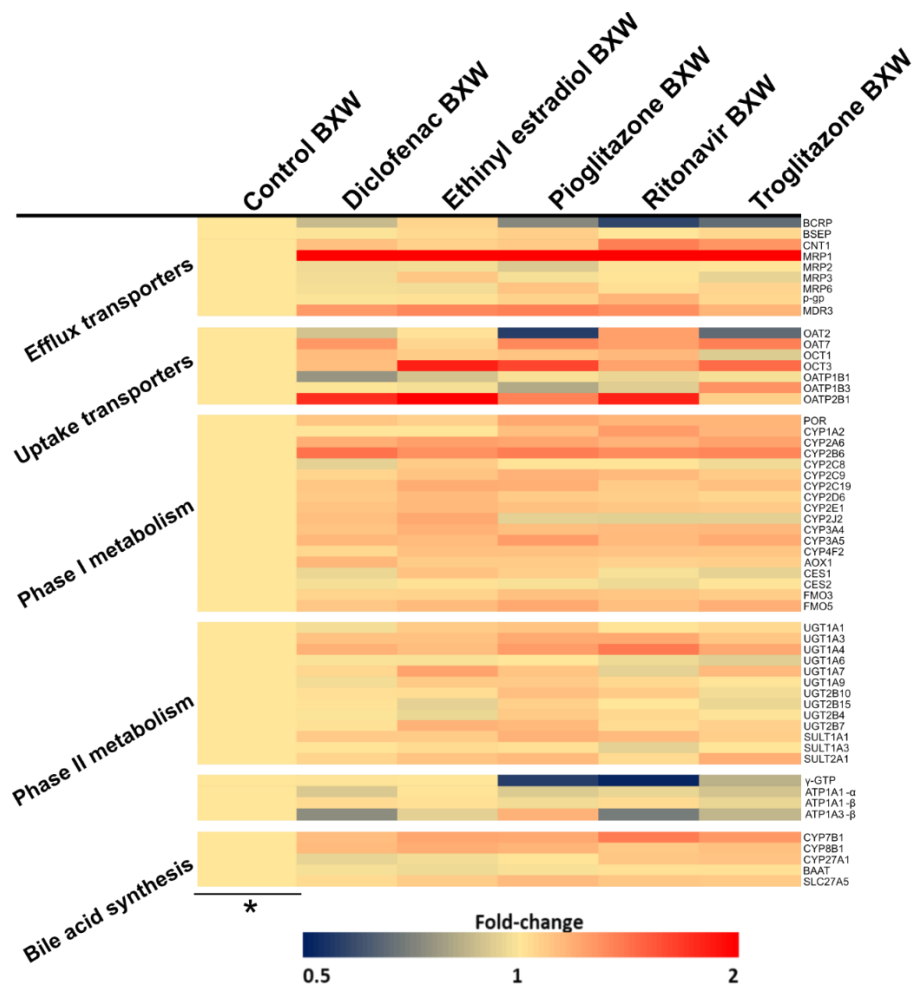 Control BXW
Diclofenac BXW
Ethinyl estradiol BXW
Pioglitazone BXW
Ritonavir BXW
Troglitazone BXW
Efflux transporters
BCRP
BSEP
CNT1
MRP1
MRP2
MRP3
MRP6
p-gp
MDR3
Uptake transporters
OAT2
OAT7
OCT1
OCT3
OATP1B1
OATP1B3
OATP2B1
Phase I metabolism
POR
CYP1A2
CYP2A6
CYP2B6
CYP2C8
CYP2C9
CYP2C19
CYP2D6
CYP2E1
CYP2J2
CYP3A4
CYP3A5
CYP4F2
AOX1
CES1
CES2
FMO3
FMO5
Phase II metabolism
UGT1A1
UGT1A3
UGT1A4
UGT1A6
UGT1A7
UGT1A9
UGT2B10
UGT2B15
UGT2B4
UGT2B7
SULT1A1
SULT1A3
SULT2A1
γ-GTP
ATP1A1-α
ATP1A1-β
ATP1A3-β
Bile acid synthesis
CYP7B1
CYP8B1
CYP27A1
BAAT
SLC27A5
*
Fold-change
0.5 1 2